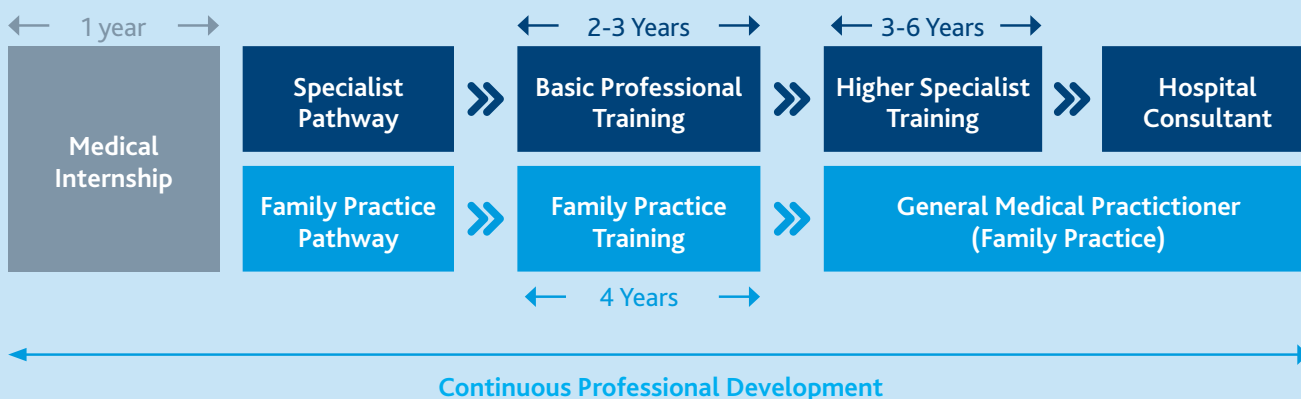 1 year
2-3 Years
3-6 Years
Medical
Internship
Specialist
Pathway
Basic Professional
Training
Higher Specialist
Training
Hospital
Consultant
Family Practice
Pathway
Family Practice
Training
General Medical Practictioner
(Family Practice)
4 Years
Continuous Professional Development